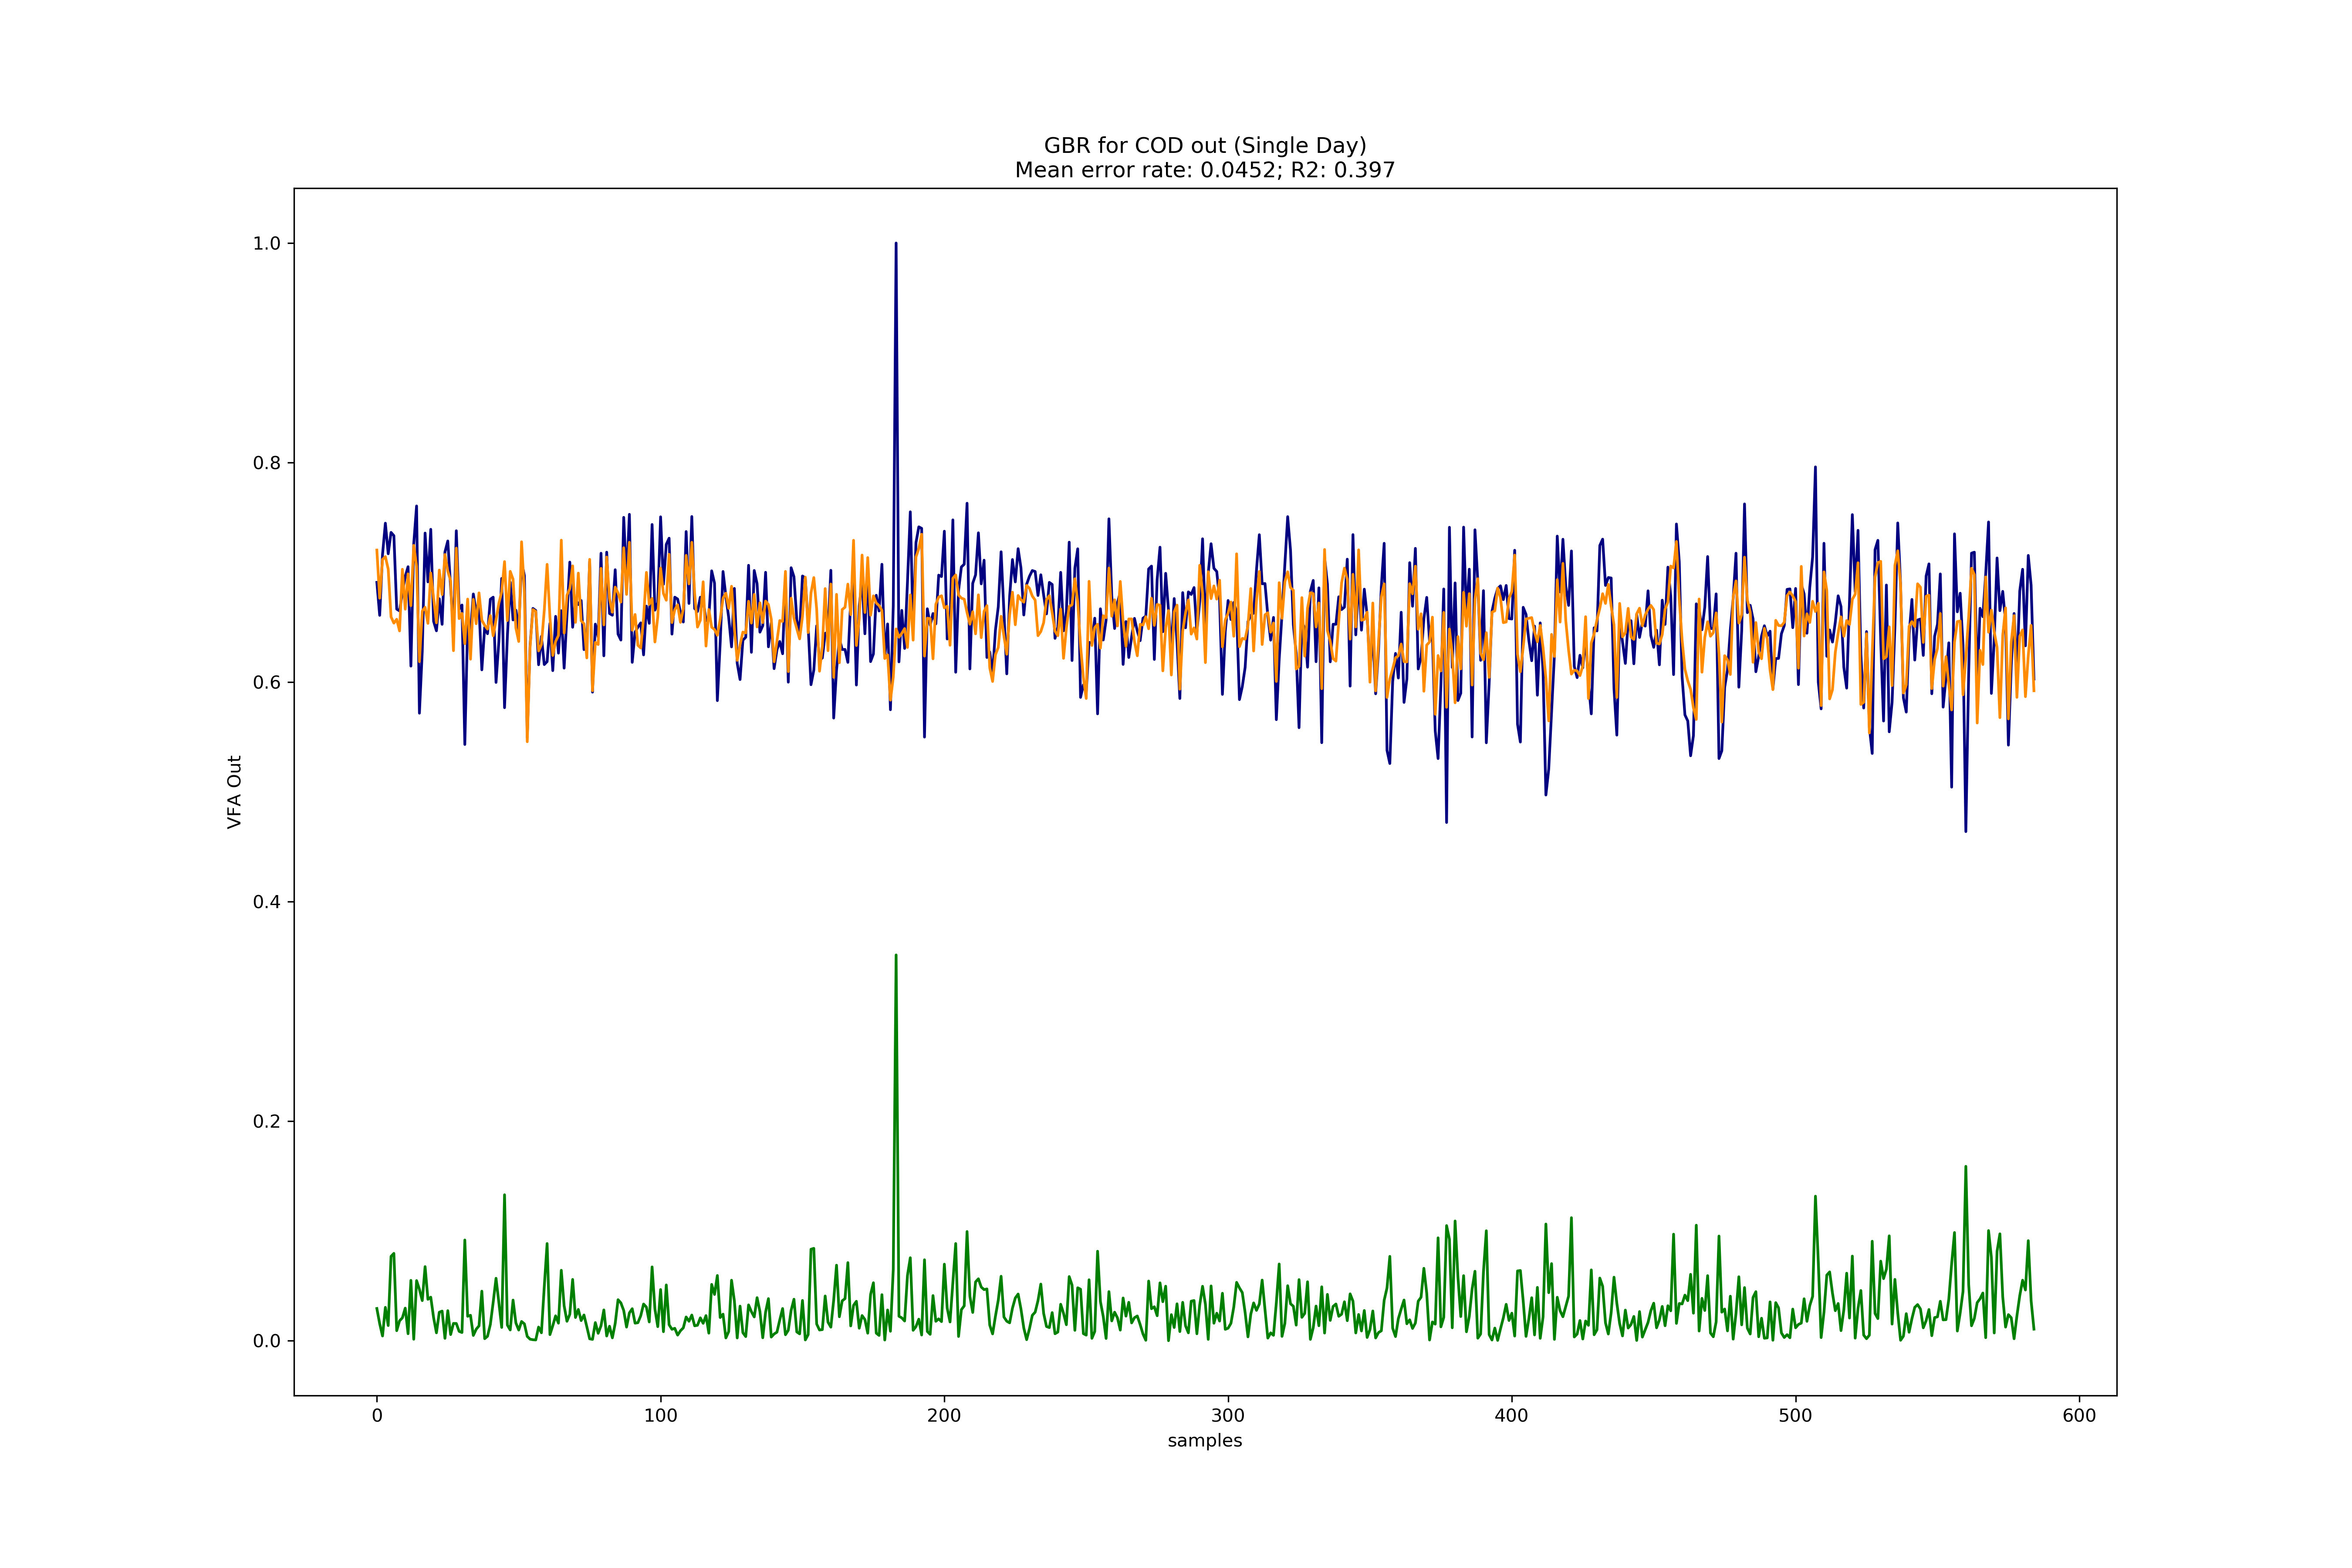 GBR for COD out (Single Day)
Mean error rate: 0.0452; R2: 0.397
1.0
0.8
0.6
0.4
0.2
0.0
VFA Out
0 100 200 300 400 500 600
samples